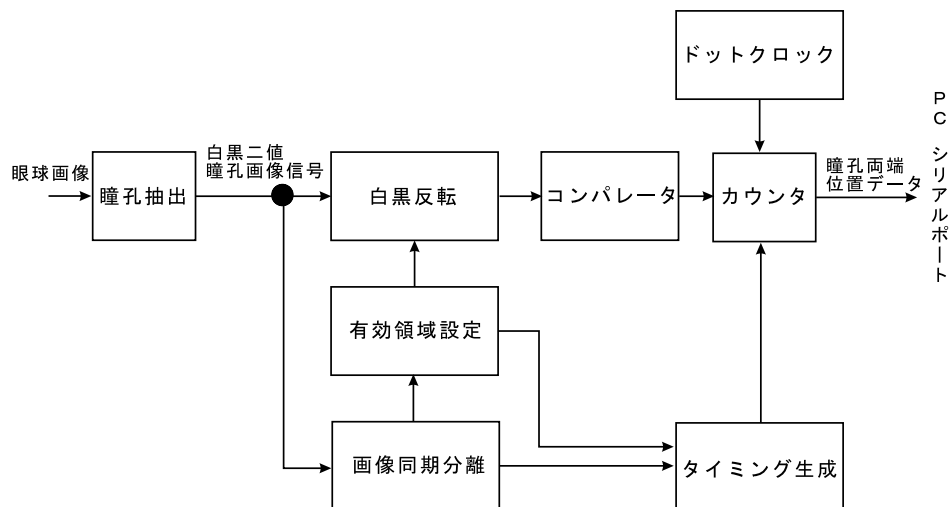 ドットクロック
眼球画像
瞳孔抽出
白黒二値
瞳孔画像信号
白黒反転
コンパレータ
カウンタ
瞳孔両端
位置データ
PC シリアルポート
有効領域設定
画像同期分離
タイミング生成